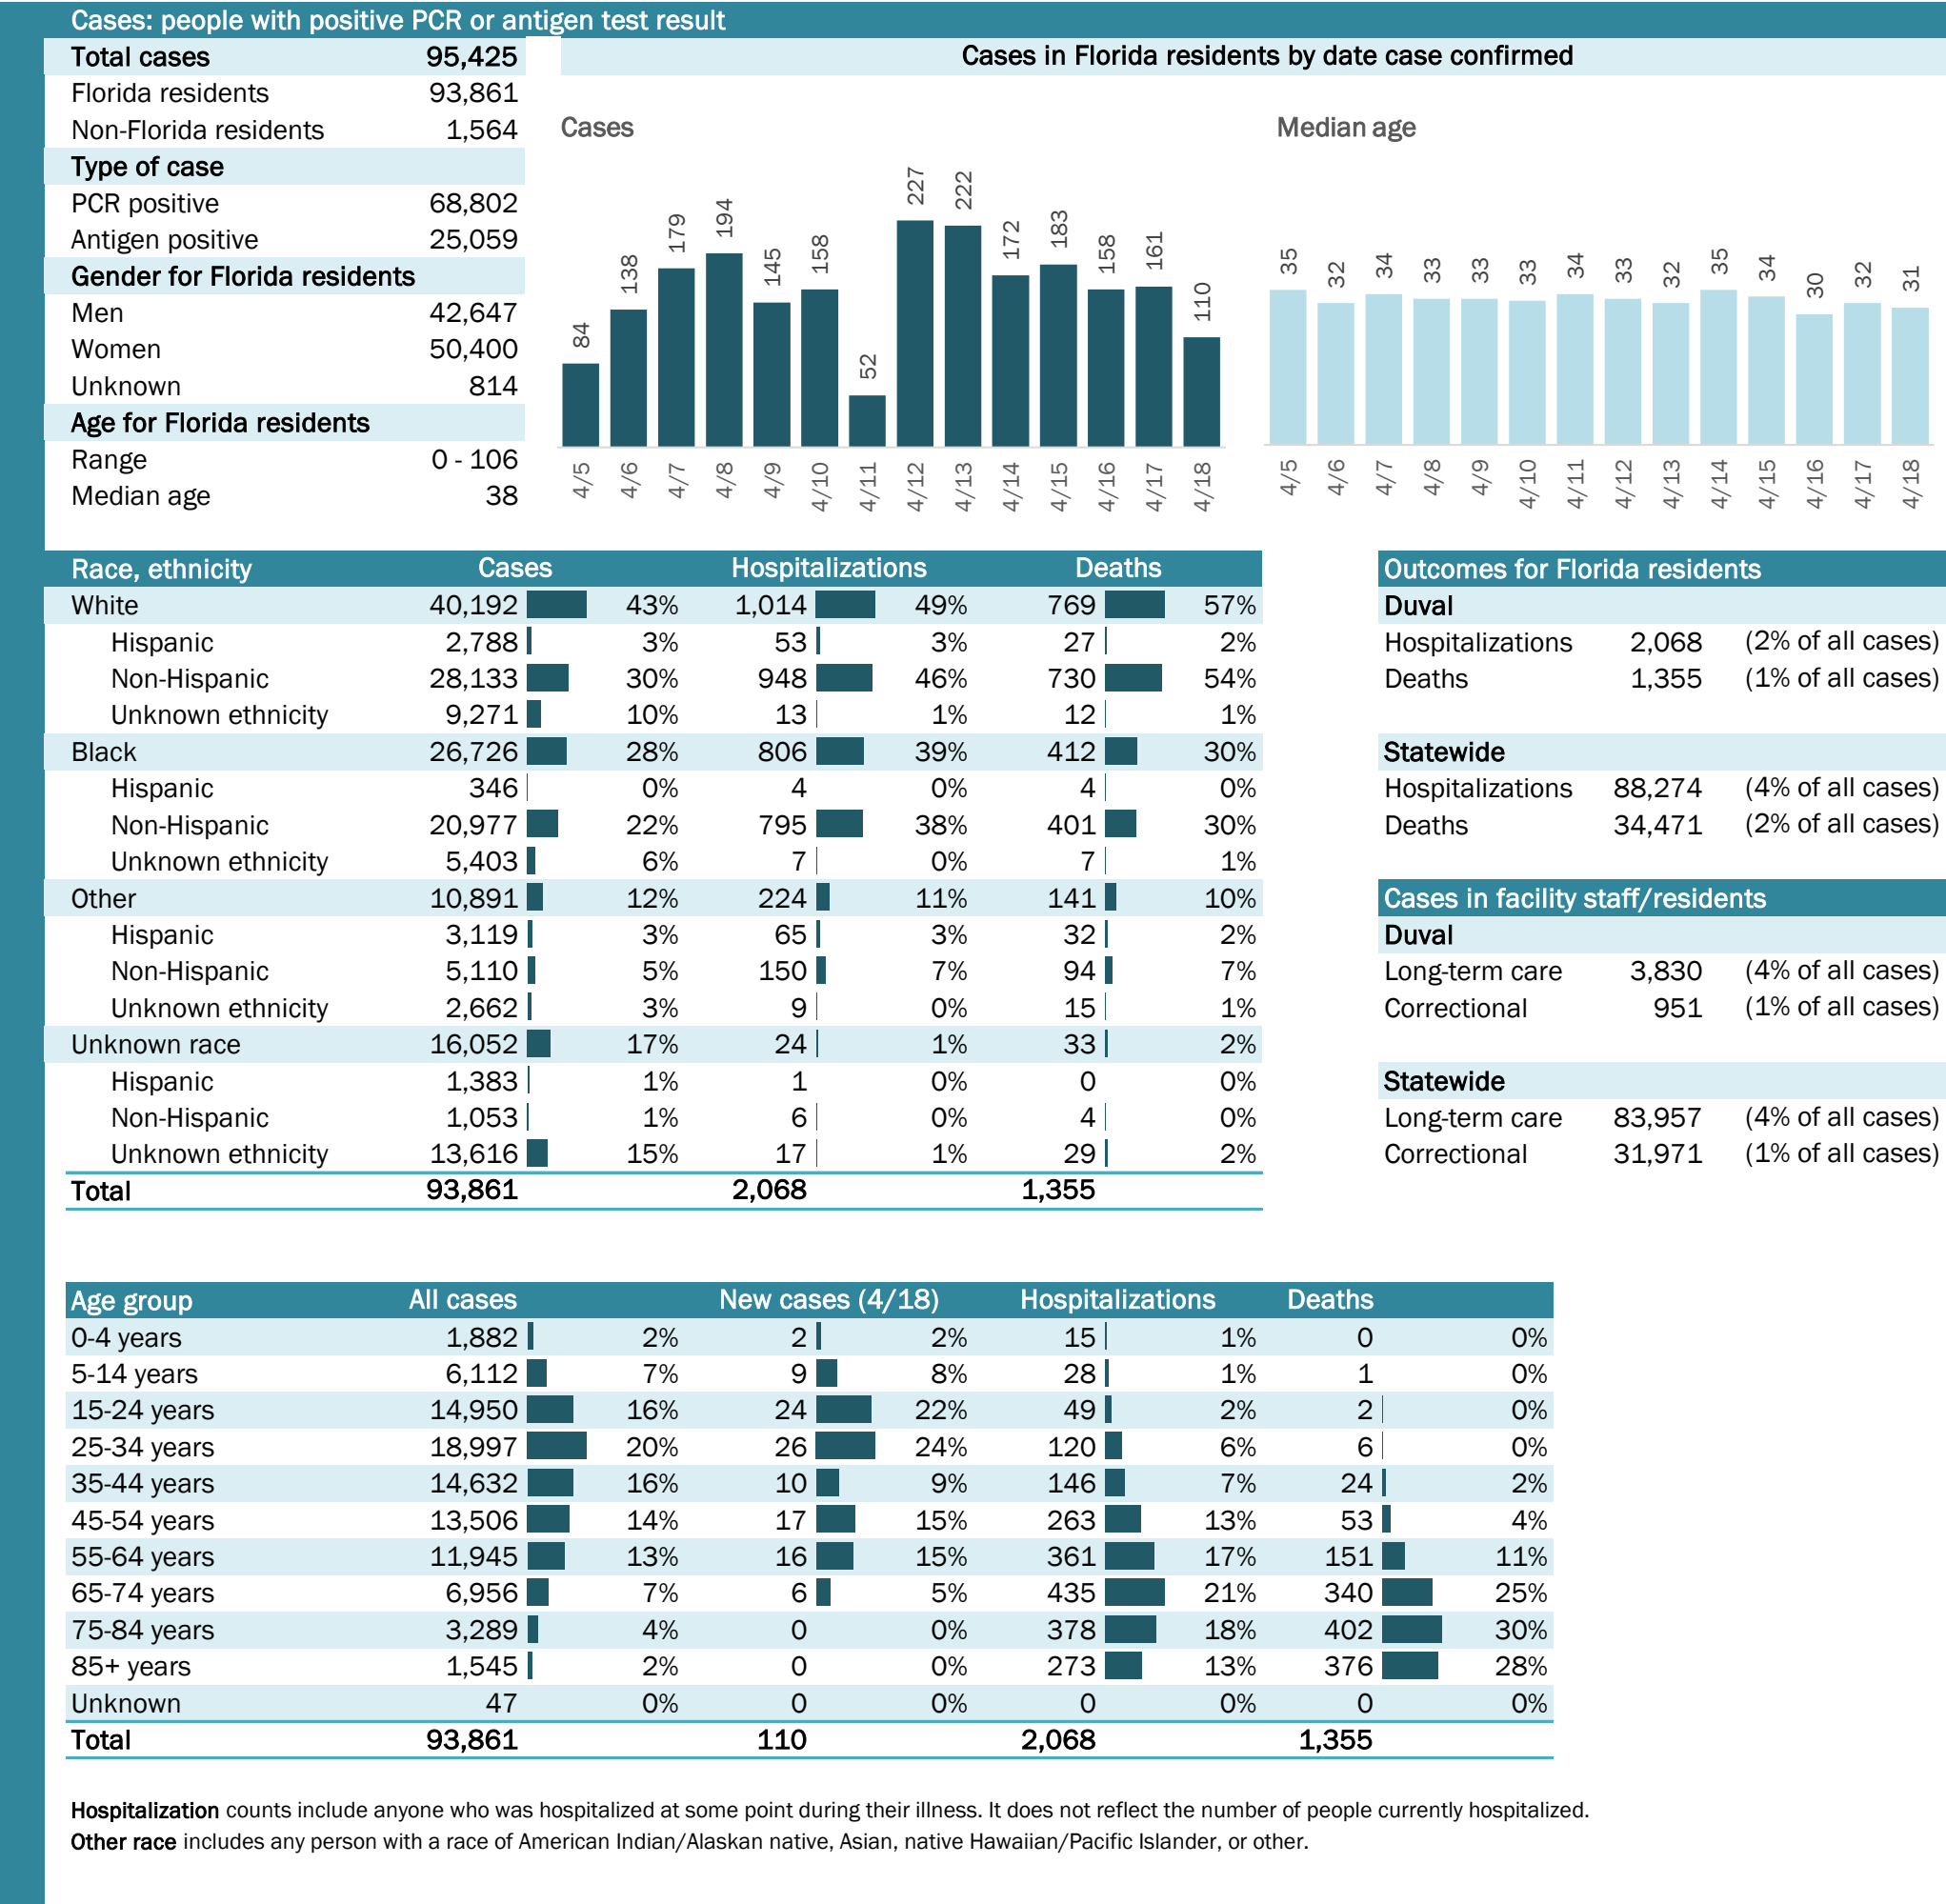 Cases: people with positive PCR or antigen test result
Total cases 95,425
Florida residents 93,861
Non-Florida residents 1,564
Type of case
PCR positive 68,802
Antigen positive 25,059
Gender for Florida residents
Men 42,647
Women 50,400
Unknown 814
Age for Florida residents
Range 0 - 106
Median age 38
Cases in Florida residents by date case confirmed
Cases
84 138 179 194 145 158 52 227 222 172 183 158 161 110
4/5 4/6 4/7 4/8 4/9 4/10 4/11 4/12 4/13 4/14 4/15 4/16 4/17 4/18
Median age
35 32 34 33 33 33 34 33 32 35 34 30 32 31
4/5 4/6 4/7 4/8 4/9 4/10 4/11 4/12 4/13 4/14 4/15 4/16 4/17 4/18
Race, ethnicity Cases Hospitalizations Deaths
White 40,192 43% 1,014 49% 769 57%
Hispanic 2,788 3% 53 3% 27 2%
Non-Hispanic 28,133 30% 948 46% 730 54%
Unknown ethnicity 9,271 10% 13 1% 12 1%
Black 26,726 28% 806 39% 412 30%
Hispanic 346 0% 4 0% 4 0%
Non-Hispanic 20,977 22% 795 38% 401 30%
Unknown ethnicity 5,403 6% 7 0% 7 1%
Other 10,891 12% 224 11% 141 10%
Hispanic 3,119 3% 65 3% 32 2%
Non-Hispanic 5,110 5% 150 7% 94 7%
Unknown ethnicity 2,662 3% 9 0% 15 1%
Unknown race 16,052 17% 24 1% 33 2%
Hispanic 1,383 1% 1 0% 0 0%
Non-Hispanic 1,053 1% 6 0% 4 0%
Unknown ethnicity 13,616 15% 17 1% 29 2%
Total 93,861 2,068 1,355
Outcomes for Florida residents
Duval
Hospitalizations 2,068 (2% of all cases)
Deaths 1,355 (1% of all cases)
Statewide
Hospitalizations 88,274 (4% of all cases)
Deaths 34,471 (2% of all cases)
Cases in facility staff/residents
Duval
Long-term care 3,830 (4% of all cases)
Correctional 951 (1% of all cases)
Statewide
Long-term care 83,957 (4% of all cases)
Correctional 31,971 (1% of all cases)
Age group All cases New cases (4/18) Hospitalizations Deaths
0-4 years 1,882 2% 2 2% 15 1% 0 0%
5-14 years 6,112 7% 9 8% 28 1% 1 0%
15-24 years 14,950 16% 24 22% 49 2% 2 0%
25-34 years 18,997 20% 26 24% 120 6% 6 0%
35-44 years 14,632 16% 10 9% 146 7% 24 2%
45-54 years 13,506 14% 17 15% 263 13% 53 4%
55-64 years 11,945 13% 16 15% 361 17% 151 11%
65-74 years 6,956 7% 6 5% 435 21% 340 25%
75-84 years 3,289 4% 0 0% 378 18% 402 30%
85+ years 1,545 2% 0 0% 273 13% 376 28%
Unknown 47 0% 0 0% 0 0% 0 0%
Total 93,861 110 2,068 1,355
Hospitalization counts include anyone who was hospitalized at some point during their illness. It does not reflect the number of people currently hospitalized.
Other race includes any person with a race of American Indian/Alaskan native, Asian, native Hawaiian/Pacific Islander, or other.